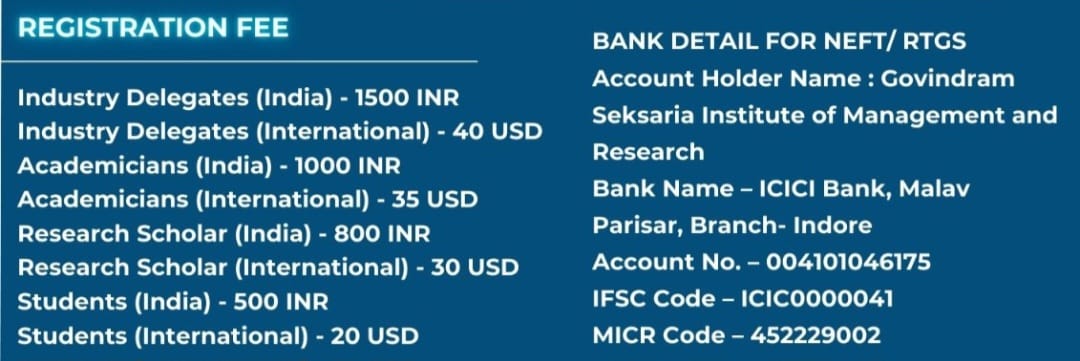 REGISTRATION FEE
Industry Delegates (India) - 1500 INR
Industry Delegates (International) - 40 USD
Academicians (India) - 1000 INR
Academicians (International) - 35 USD
Research Scholar (India) - 800 INR
Research Scholar (International) - 30 USD
Students (India) - 500 INR
Students (International) - 20 USD
BANK DETAIL FOR NEFT/ RTGS
Account Holder Name : Govindram
Seksaria Institute of Management and
Research
Bank Name – ICICI Bank, Malav
Parisar, Branch- Indore
Account No. – 004101046175
IFSC Code – ICIC0000041
MICR Code – 452229002